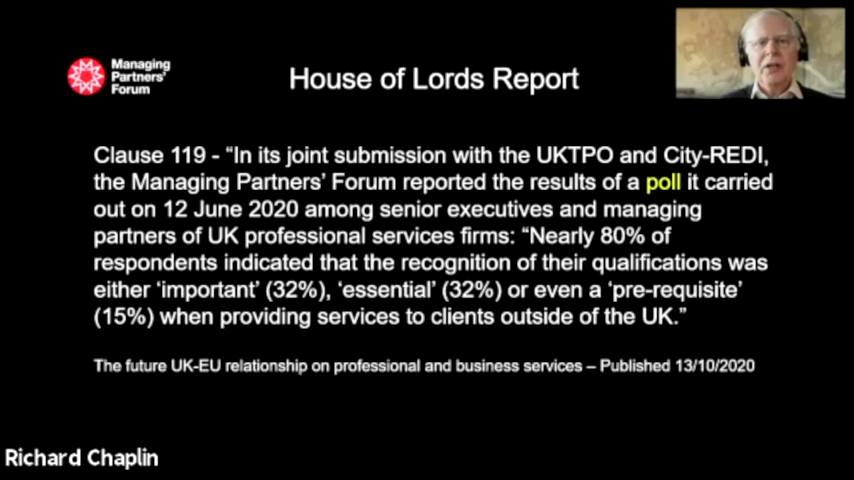 Managing
Partners'
Forum
House of Lords Report
Clause 119 - “In its joint submission with the UKTPO and City-REDI,
the Managing Partners’ Forum reported the results of a poll it carried
out on 12 June 2020 among senior executives and managing
partners of UK professional services firms: “Nearly 80% of
respondents indicated that the recognition of their qualifications was
either ‘important’ (32%), ‘essential’ (32%) or even a ‘pre-requisite’
(15%) when providing services to clients outside of the UK.”
The future UK-EU relationship on professional and business services – Published 13/10/2020
Richard Chaplin